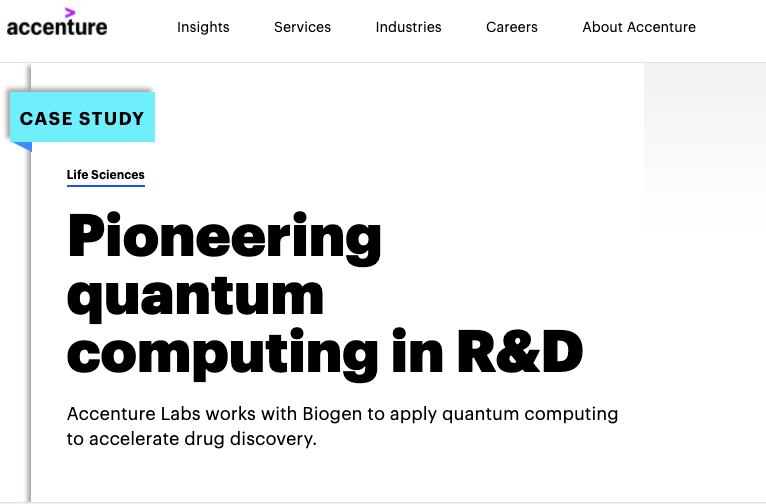 accenture
Insights Services Industries Careers About Accenture
CASE STUDY
Life Sciences
Pioneering
quantum
computing in R&D
Accenture Labs works with Biogen to apply quantum computing
to accelerate drug discovery.